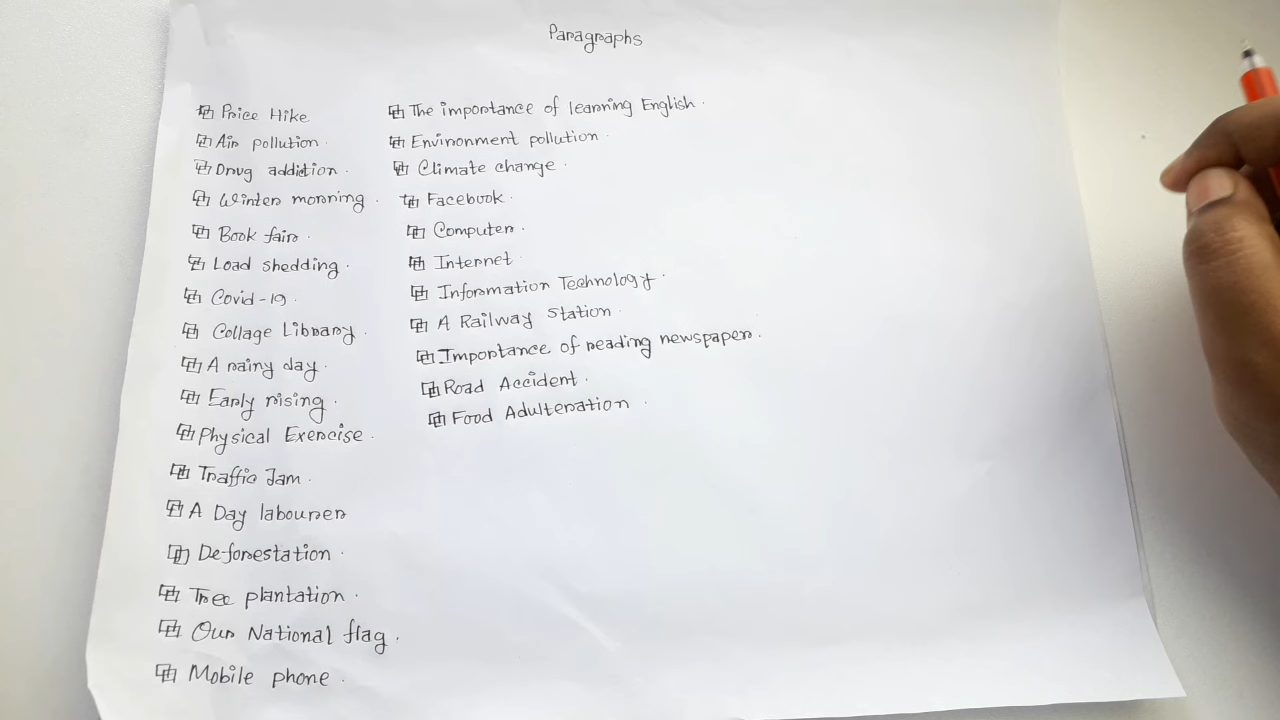 Paragraphs
Price Hike
Air pollution.
Drug addiction.
Winter morning.
Book fair.
Load shedding.
Covid-19.
Collage Library.
A rainy day.
Early rising.
Physical Exercise.
Traffic Jam.
A Day labourer
Deforestation.
Tree plantation.
Our National flag.
Mobile phone.
The importance of learning English.
Environment pollution.
Climate change.
Facebook.
Computer.
Internet.
Information Technology.
A Railway station.
Importance of reading newspaper.
Road Accident.
Food Adulteration.